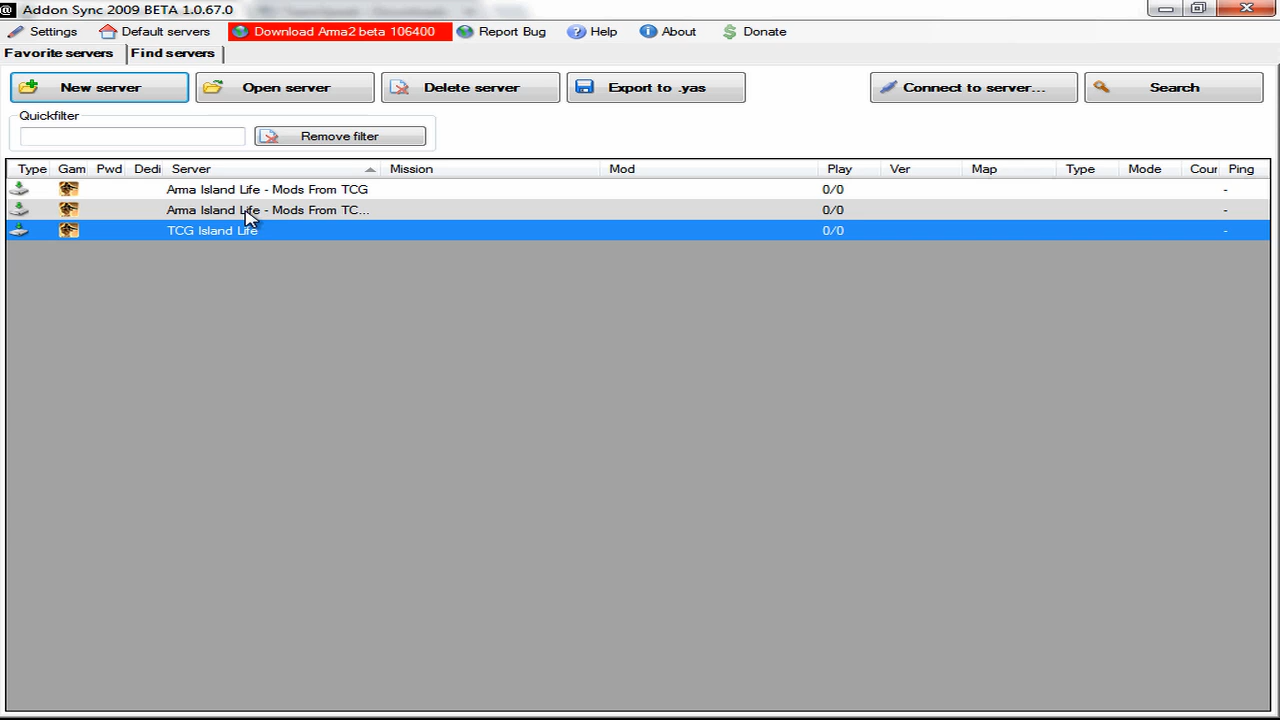 Addon Sync 2009 BETA 1.0.67.0
Settings Default servers Download Arma2 beta 106400 Report Bug Help About Donate
Favorite servers Find servers
New server Open server Delete server Export to .yas Connect to server... Search
Quickfilter
Remove filter
Type Gam Pwd Dedi Server Mission Mod Play Ver Map Type Mode Cour Ping
Arma Island Life - Mods From TCG 0/0 -
Arma Island Life - Mods From TC... 0/0 -
TCG Island Life 0/0 -